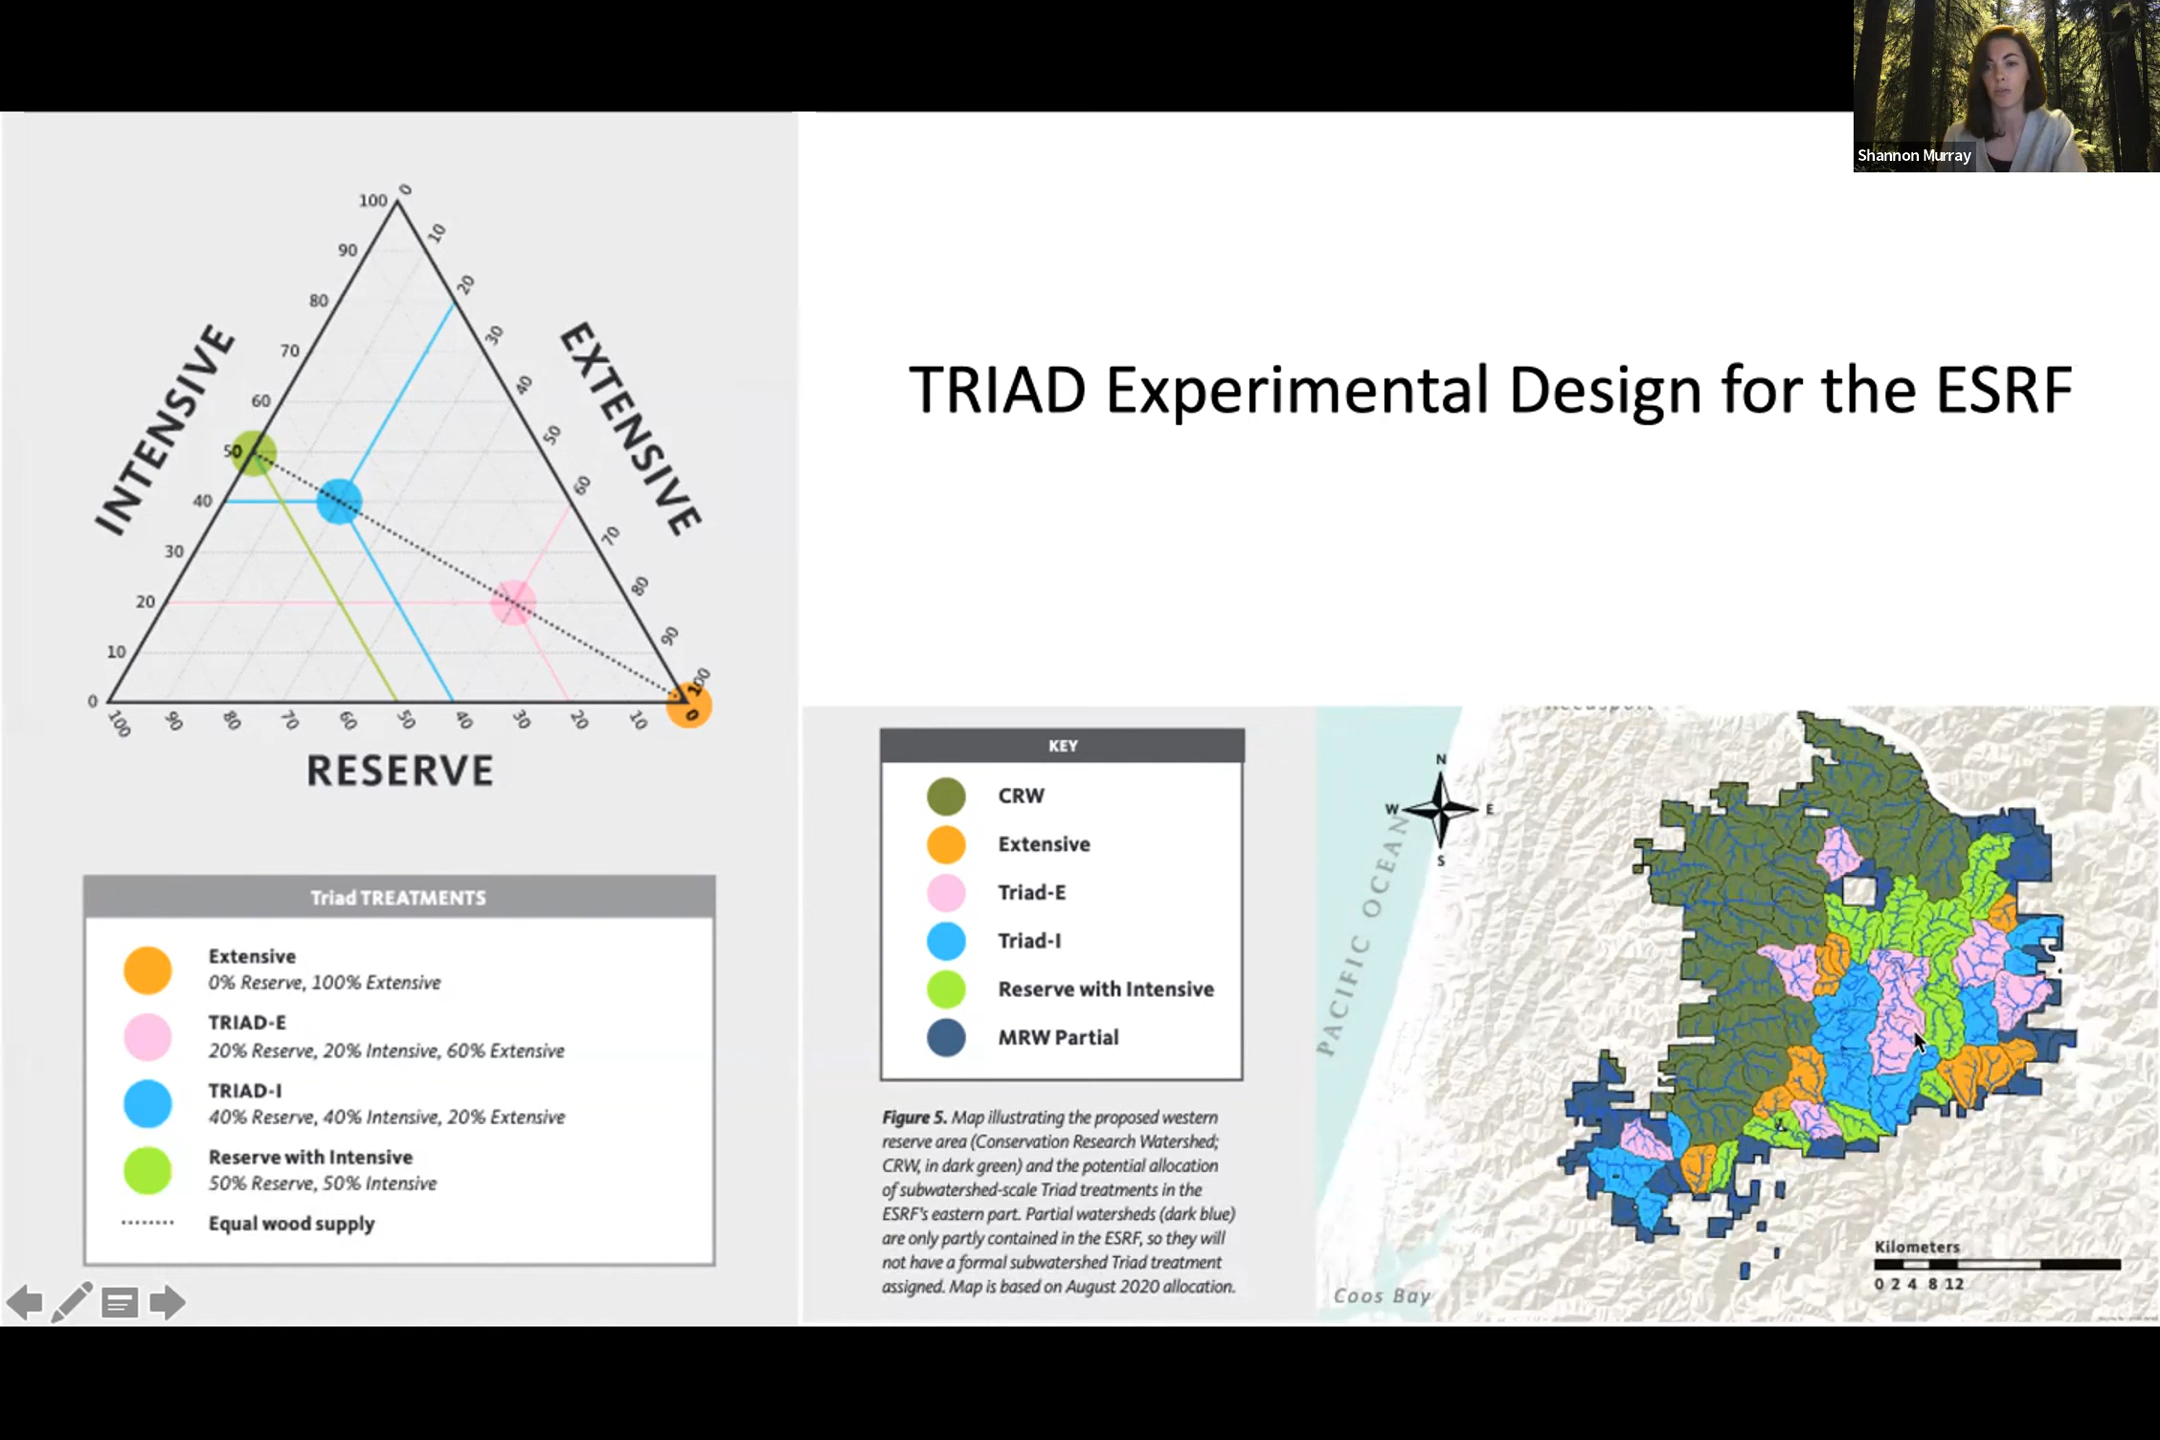 Shannon Murray
TRIAD Experimental Design for the ESRF
100
90
80
70
60
50
40
30
20
10
0
0
10
20
30
40
50
60
70
80
90
100
100
90
80
70
60
50
40
30
20
10
0
INTENSIVE
EXTENSIVE
RESERVE
Triad TREATMENTS
Extensive
0% Reserve, 100% Extensive
TRIAD-E
20% Reserve, 20% Intensive, 60% Extensive
TRIAD-I
40% Reserve, 40% Intensive, 20% Extensive
Reserve with Intensive
50% Reserve, 50% Intensive
Equal wood supply
KEY
CRW
Extensive
Triad-E
Triad-I
Reserve with Intensive
MRW Partial
Figure 5. Map illustrating the proposed western
reserve area (Conservation Research Watershed;
CRW, in dark green) and the potential allocation
of subwatershed-scale Triad treatments in the
ESRF's eastern part. Partial watersheds (dark blue)
are only partly contained in the ESRF, so they will
not have a formal subwatershed Triad treatment
assigned. Map is based on August 2020 allocation.
N
W
E
S
PACIFIC OCEAN
Coos Bay
Kilometers
0 2 4 8 12